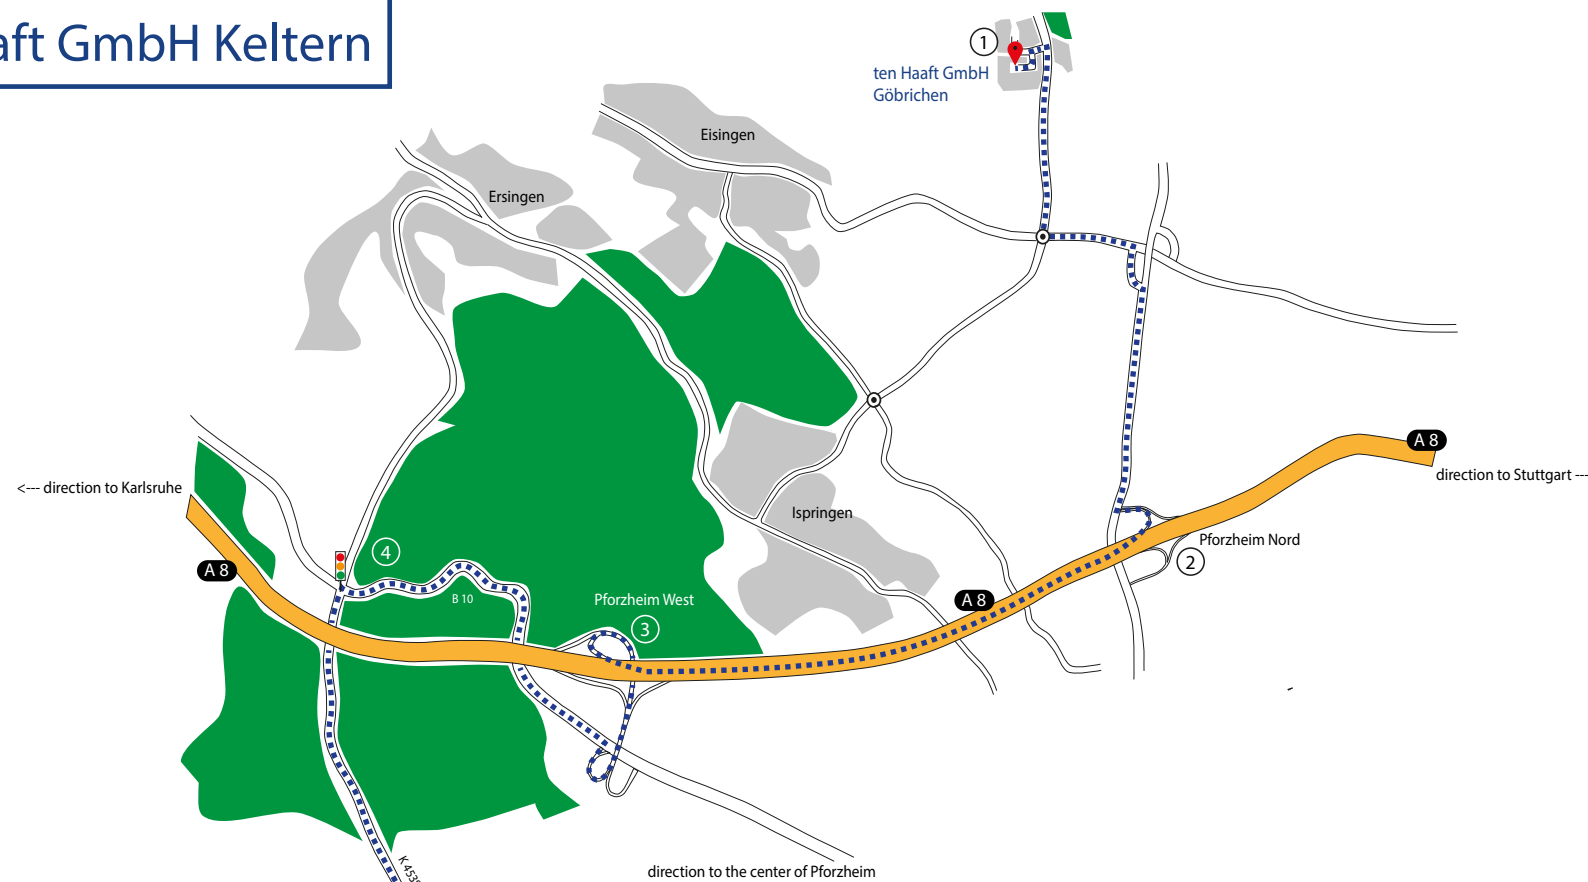 aft GmbH Keltern
1
ten Haaft GmbH
Göbrichen
Eisingen
Ersingen
A 8
<--- direction to Karlsruhe
direction to Stuttgart ---
Ispringen
Pforzheim Nord
2
4
A 8
B 10
Pforzheim West
A 8
3
K 453
direction to the center of Pforzheim